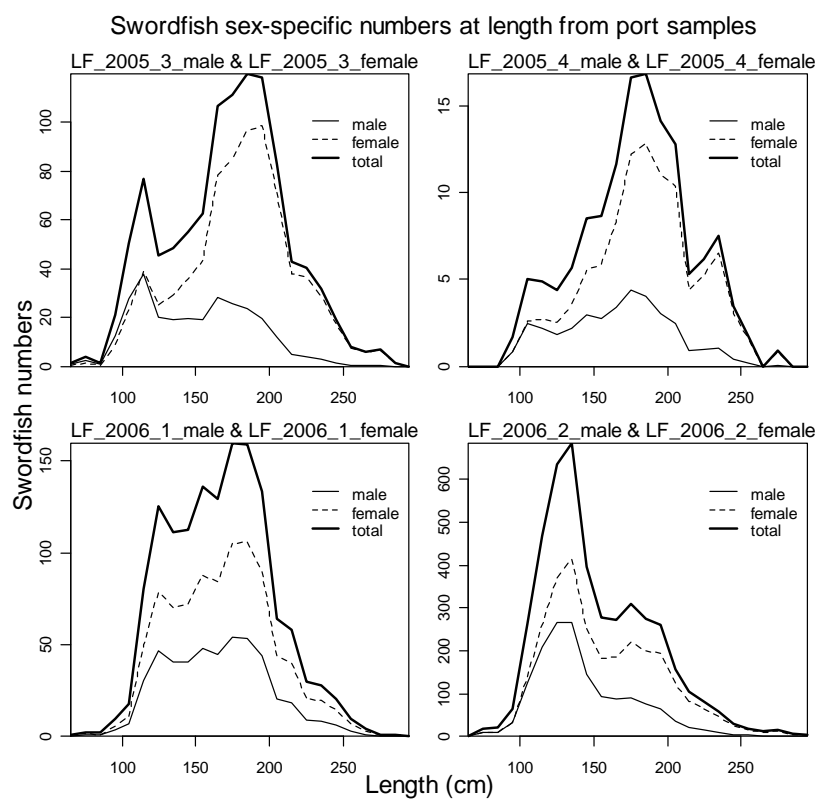 Swordfish sex-specific numbers at length from port samples
LF_2005_3_male & LF_2005_3_female
male
female
total
0
20
40
60
80
100
100
150
200
250
LF_2005_4_male & LF_2005_4_female
male
female
total
0
5
10
15
100
150
200
250
LF_2006_1_male & LF_2006_1_female
male
female
total
0
50
100
150
100
150
200
250
LF_2006_2_male & LF_2006_2_female
male
female
total
0
100
200
300
400
500
600
100
150
200
250
Swordfish numbers
Length (cm)